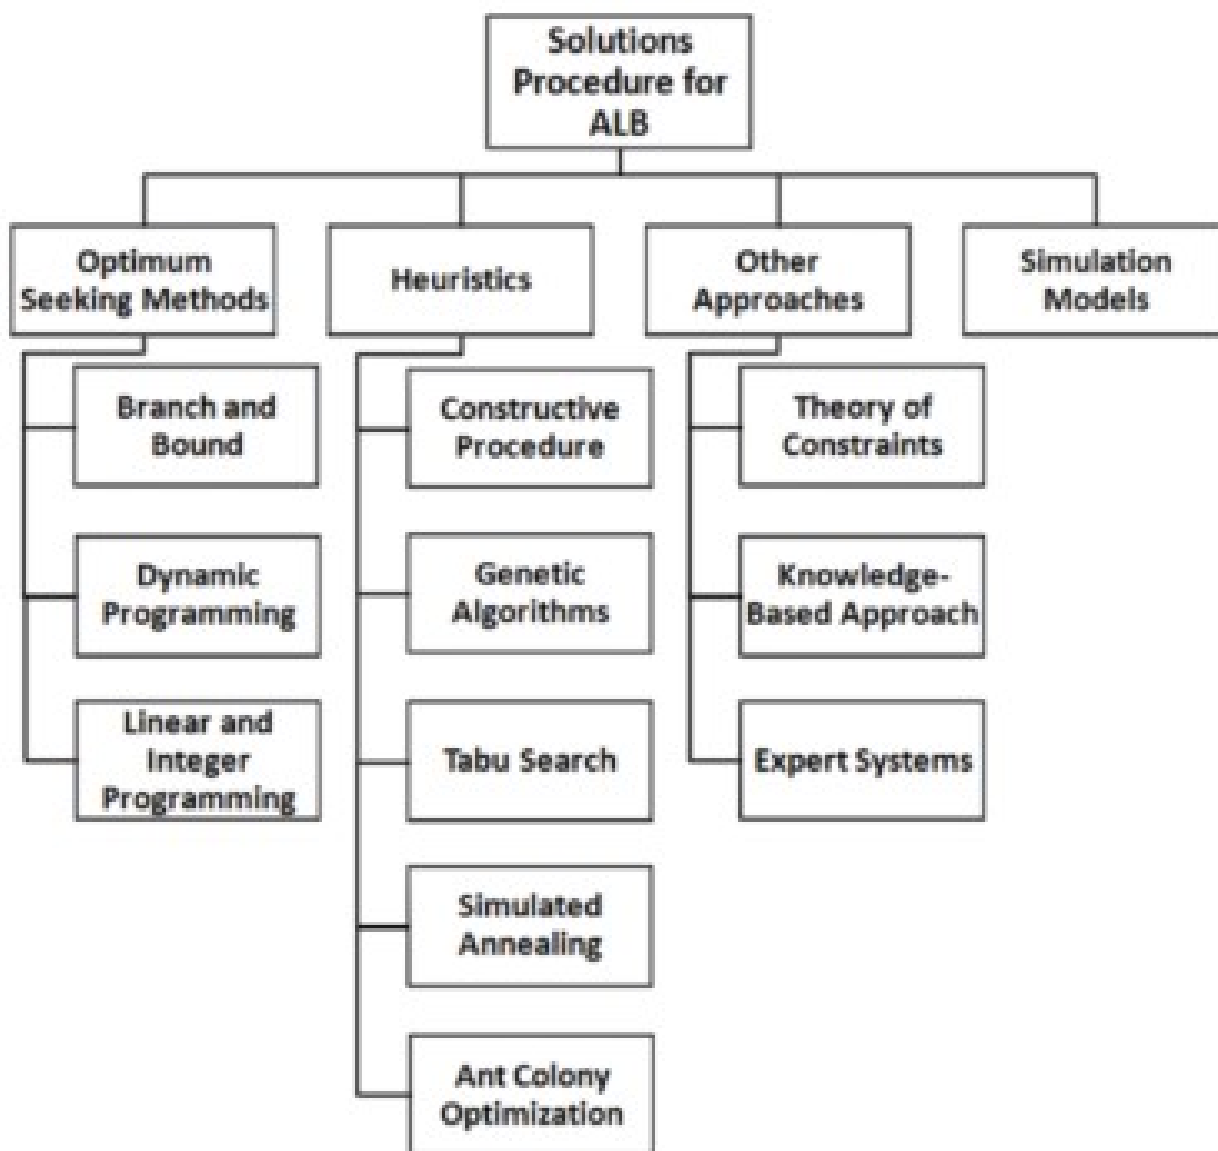 Solutions
Procedure for
ALB
Optimum
Seeking Methods
Heuristics
Other
Approaches
Simulation
Models
Branch and
Bound
Constructive
Procedure
Theory of
Constraints
Dynamic
Programming
Genetic
Algorithms
Knowledge-
Based Approach
Linear and
Integer
Programming
Tabu Search
Expert Systems
Simulated
Annealing
Ant Colony
Optimization